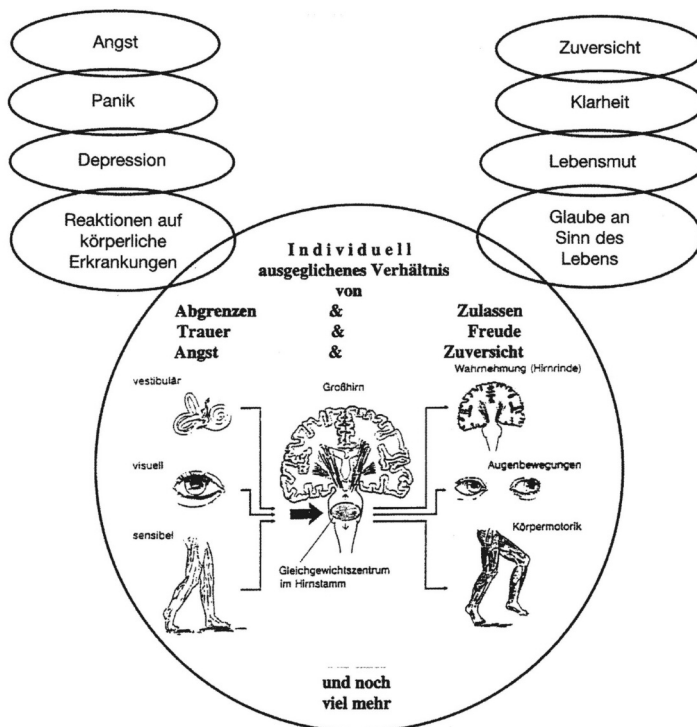 Angst
Panik
Depression
Reaktionen auf
körperliche
Erkrankungen
Zuversicht
Klarheit
Lebensmut
Glaube an
Sinn des
Lebens
Individuell
ausgeglichenes Verhältnis
von
Abgrenzen & Zulassen
Trauer & Freude
Angst & Zuversicht
vestibulär
visuell
sensibel
Großhirn
Gleichgewichtszentrum
im Hirnstamm
Wahrnehmung (Hirnrinde)
Augenbewegungen
Körpermotorik
und noch
viel mehr